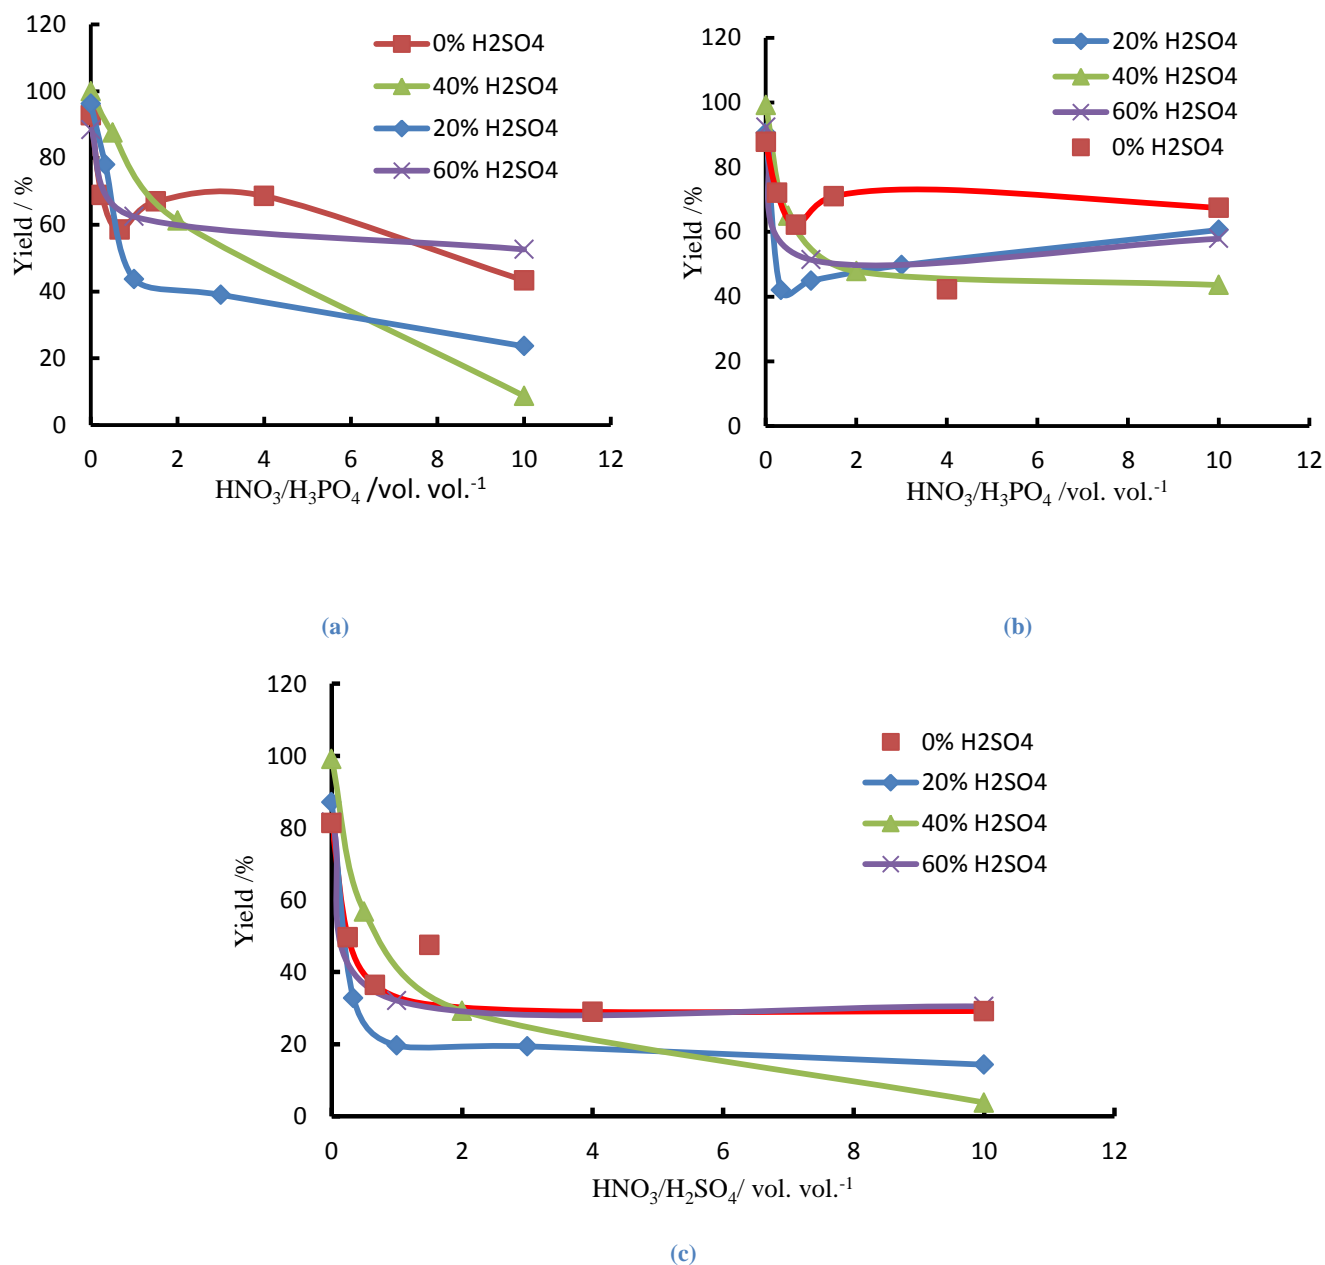 120
100
80
60
40
20
0
Yield / %
0 2 4 6 8 10 12
HNO₃/H₃PO₄ /vol. vol.⁻¹
0% H2SO4
40% H2SO4
20% H2SO4
60% H2SO4
(a)
120
100
80
60
40
20
0
Yield /%
0 2 4 6 8 10 12
HNO₃/H₃PO₄ /vol. vol.⁻¹
20% H2SO4
40% H2SO4
60% H2SO4
0% H2SO4
(b)
120
100
80
60
40
20
0
Yield /%
0 2 4 6 8 10 12
HNO₃/H₂SO₄/ vol. vol.⁻¹
0% H2SO4
20% H2SO4
40% H2SO4
60% H2SO4
(c)